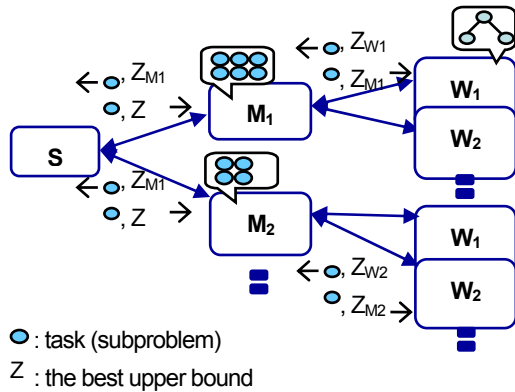 , Z_W1
, Z_M1
, Z_M1
, Z
M₁
W₁
W₂
S
, Z_M1
, Z
M₂
W₁
W₂
, Z_W2
, Z_M2
: task (subproblem)
Z : the best upper bound